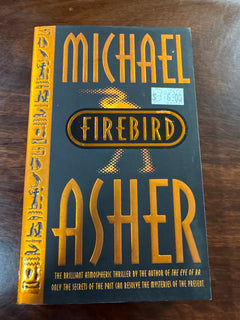 MICHAEL
FIREBIRD
ASHER
THE BRILLIANT ATMOSPHERIC THRILLER BY THE AUTHOR OF THE EYE OF RA
ONLY THE SECRETS OF THE PAST CAN RESOLVE THE MYSTERIES OF THE PRESENT